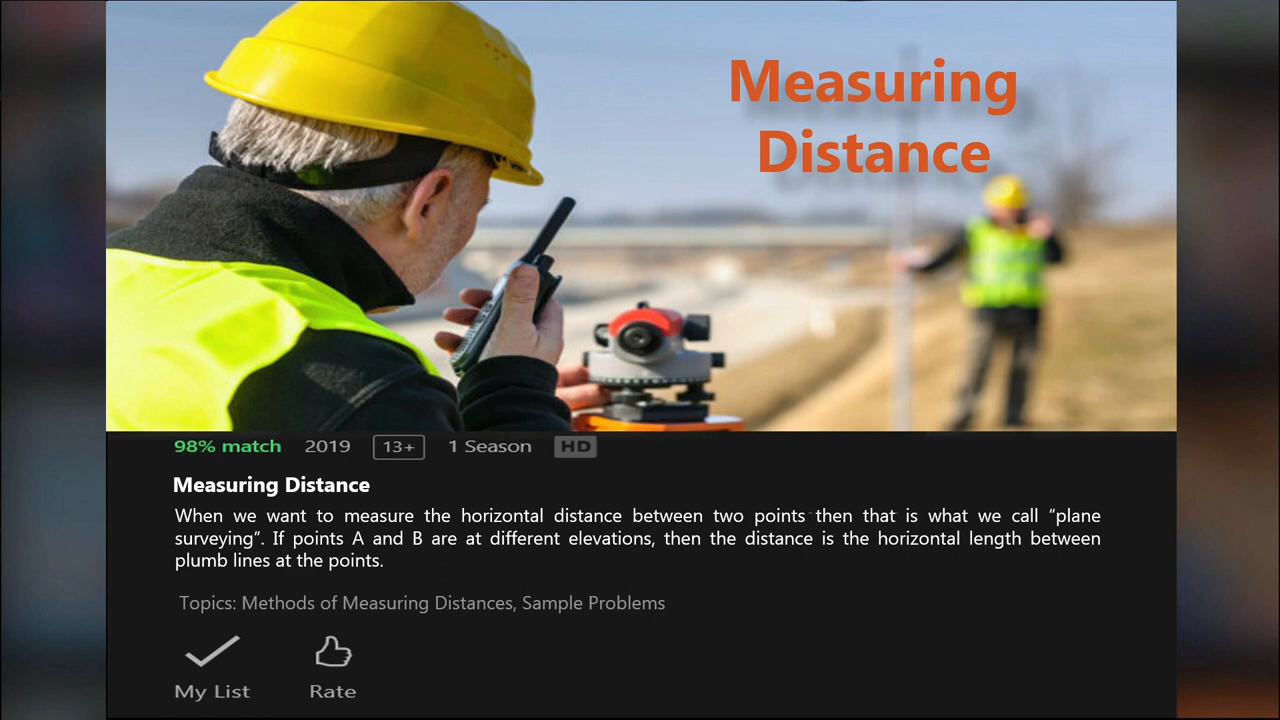 Measuring
Distance
98% match 2019 13+ 1 Season HD
Measuring Distance
When we want to measure the horizontal distance between two points then that is what we call “plane
surveying”. If points A and B are at different elevations, then the distance is the horizontal length between
plumb lines at the points.
Topics: Methods of Measuring Distances, Sample Problems
My List Rate